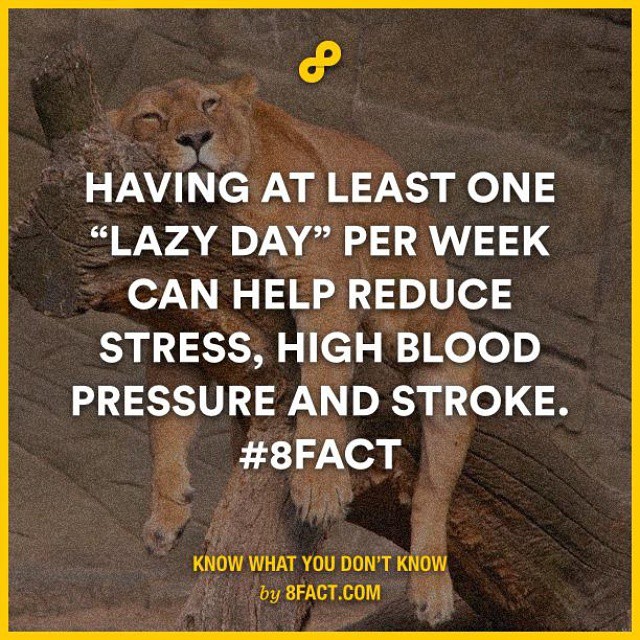 HAVING AT LEAST ONE
“LAZY DAY” PER WEEK
CAN HELP REDUCE
STRESS, HIGH BLOOD
PRESSURE AND STROKE.
#8FACT
KNOW WHAT YOU DON'T KNOW
by 8FACT.COM